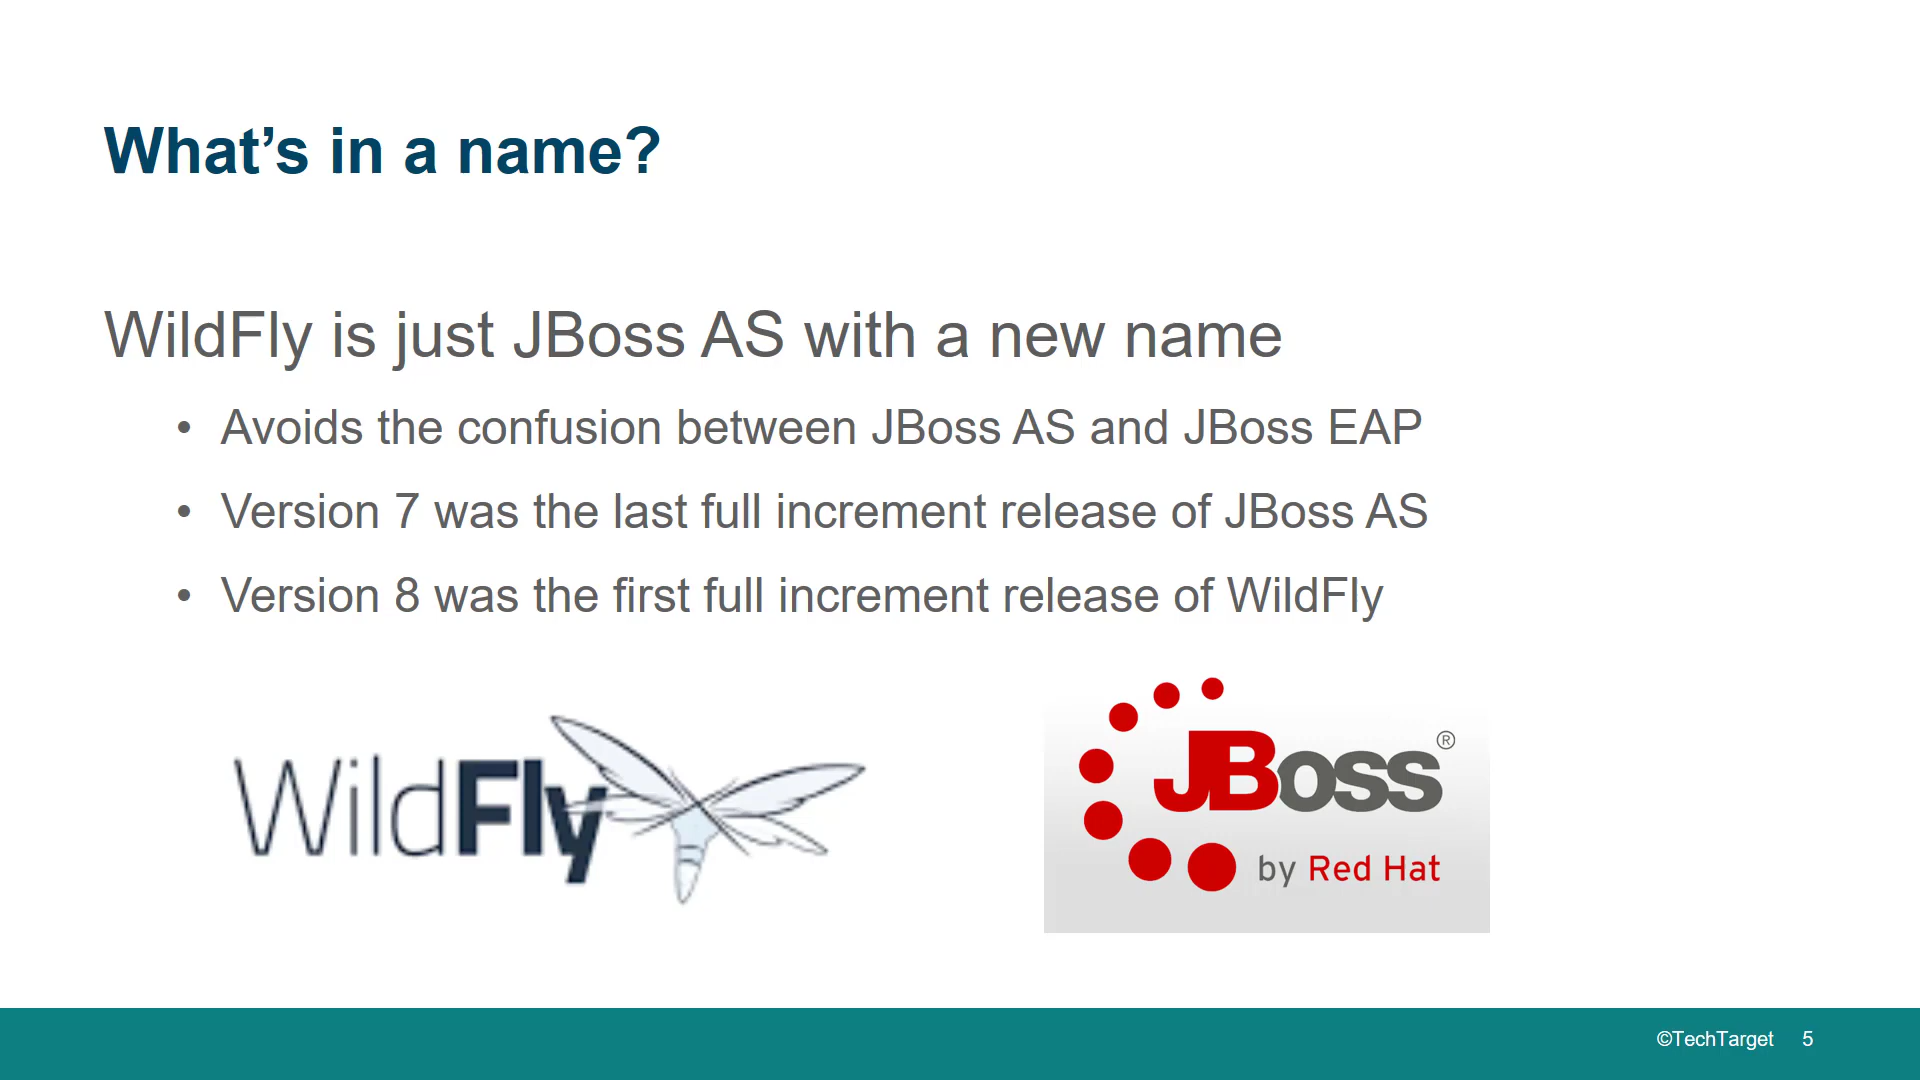 What’s in a name?
WildFly is just JBoss AS with a new name
• Avoids the confusion between JBoss AS and JBoss EAP
• Version 7 was the last full increment release of JBoss AS
• Version 8 was the first full increment release of WildFly
WildFly
JBoss®
by Red Hat
©TechTarget 5